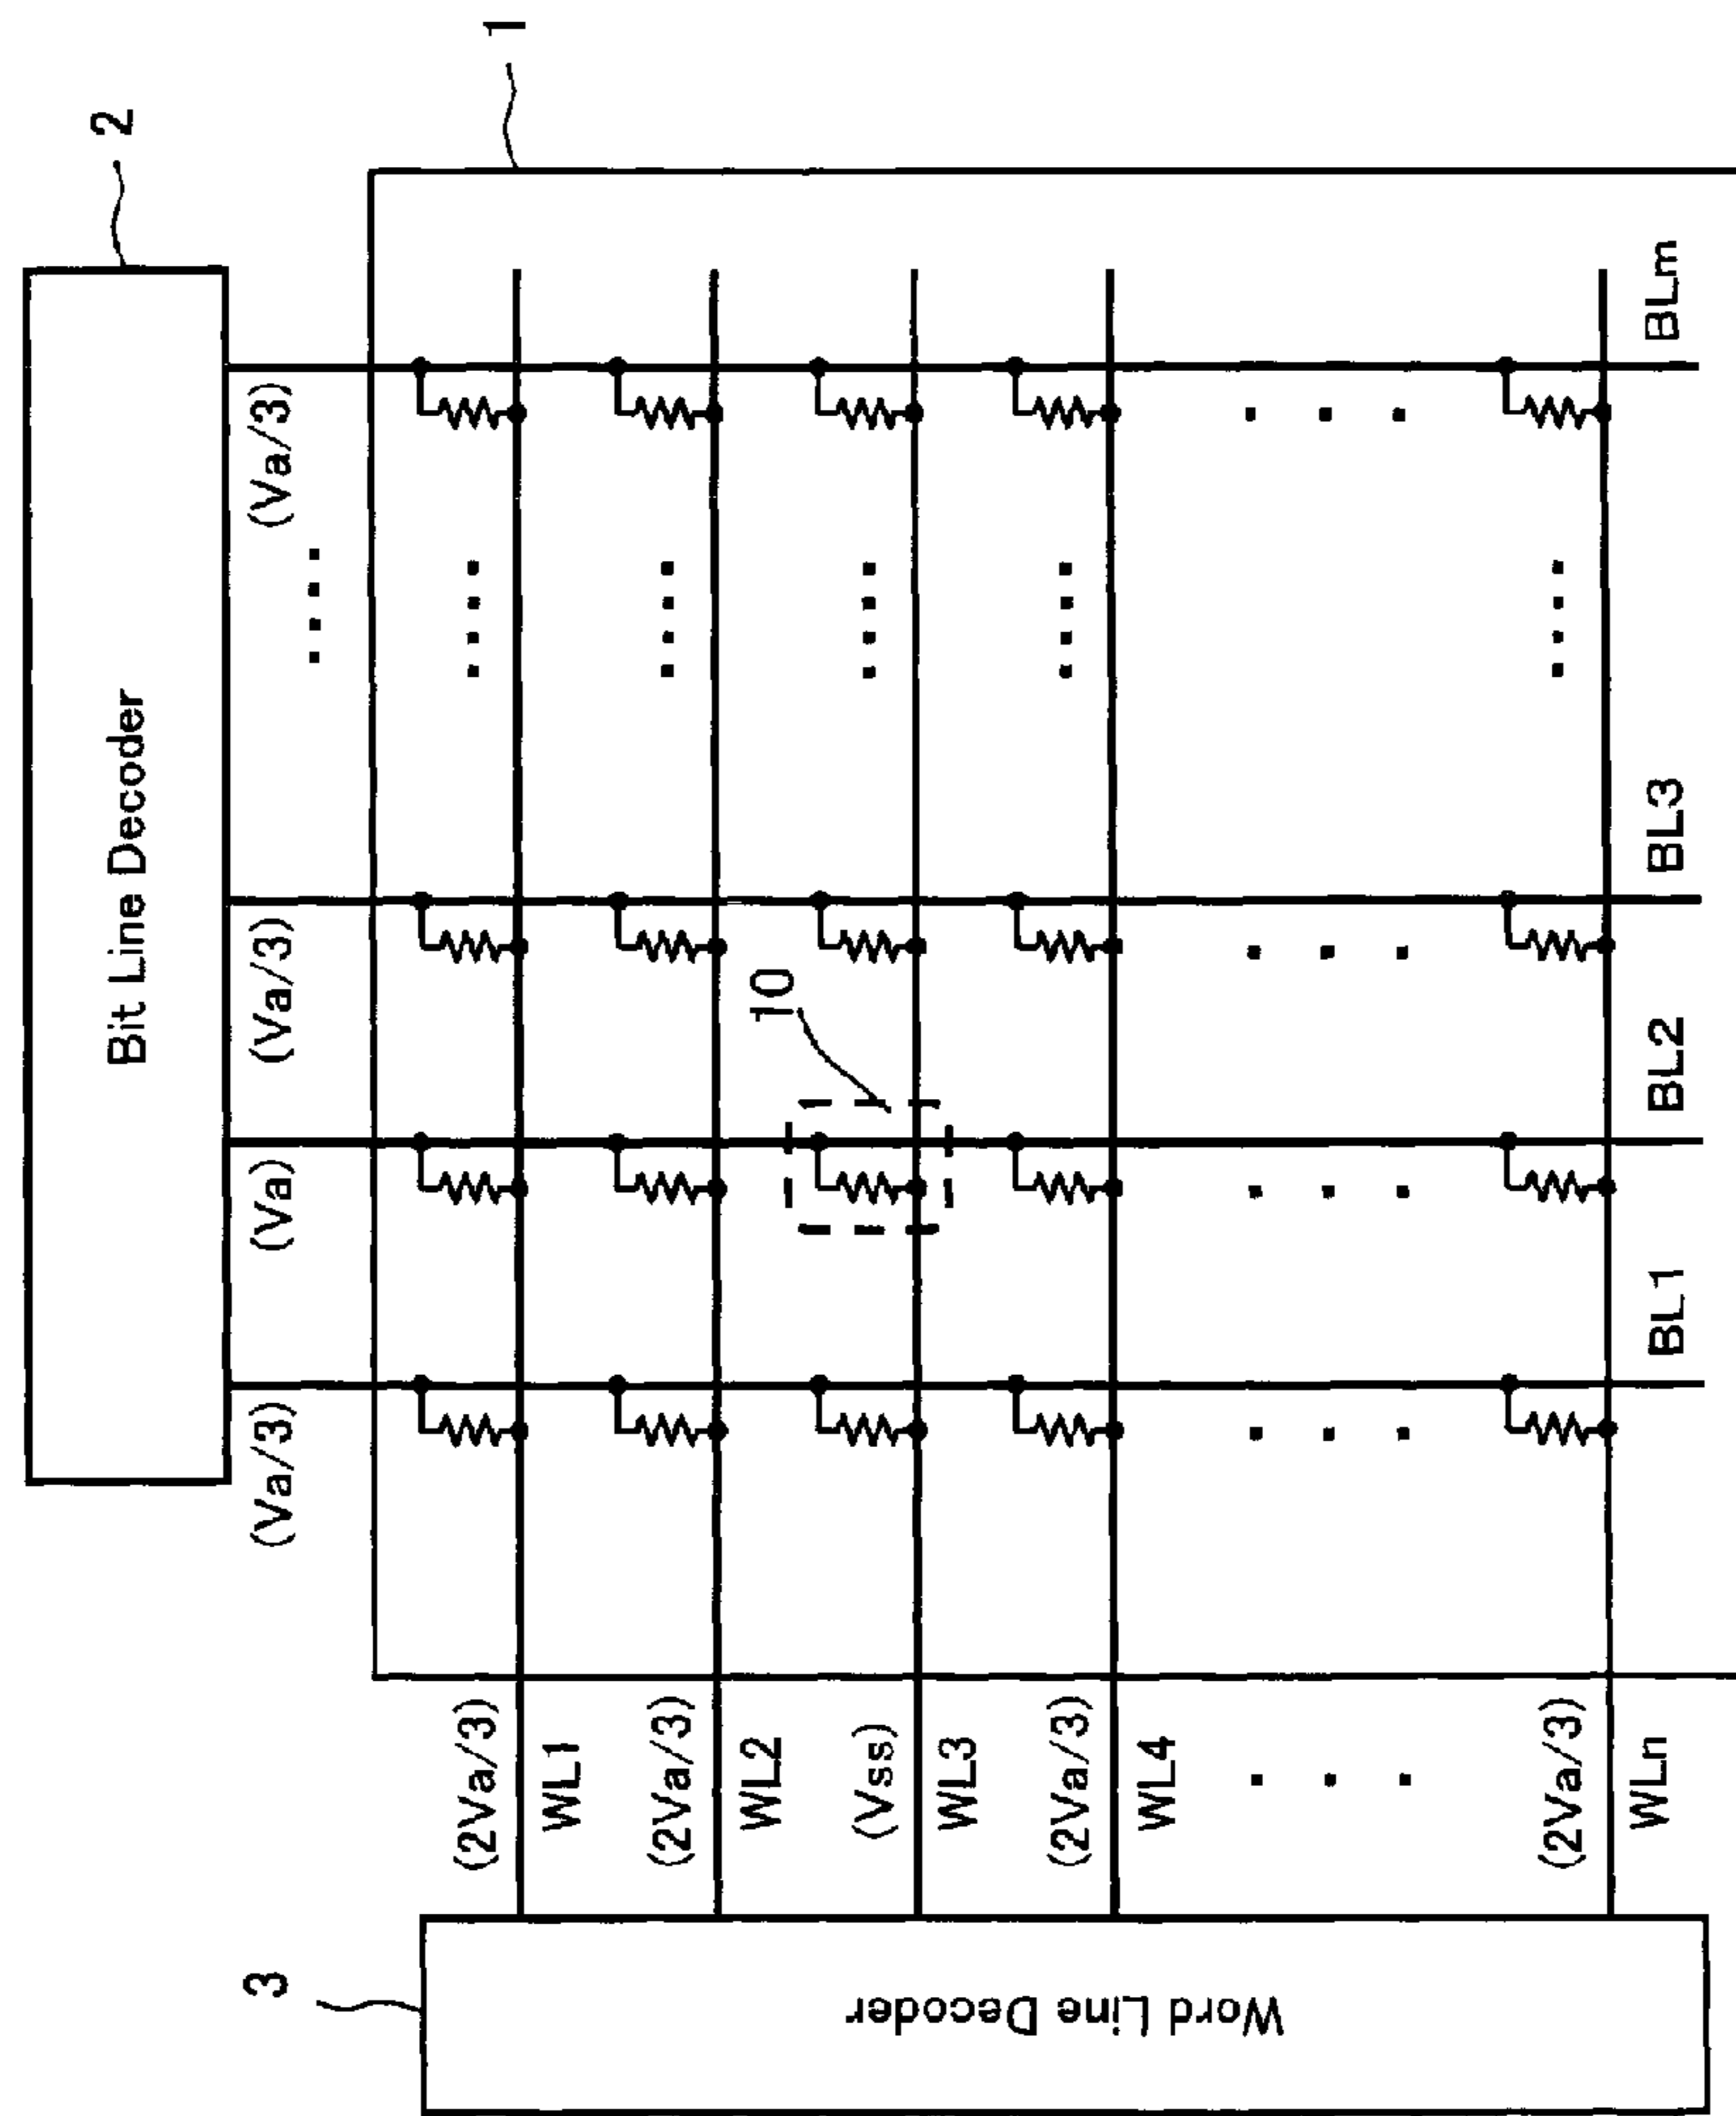 1
2
Bit Line Decoder
(Va/3) (Va) (Va/3) (Va/3)
3
Word Line Decoder
(2Va/3)
WL1
(2Va/3)
WL2
10
(Vss)
WL3
(2Va/3)
WL4
(2Va/3)
WLn
BL1 BL2 BL3 BLm